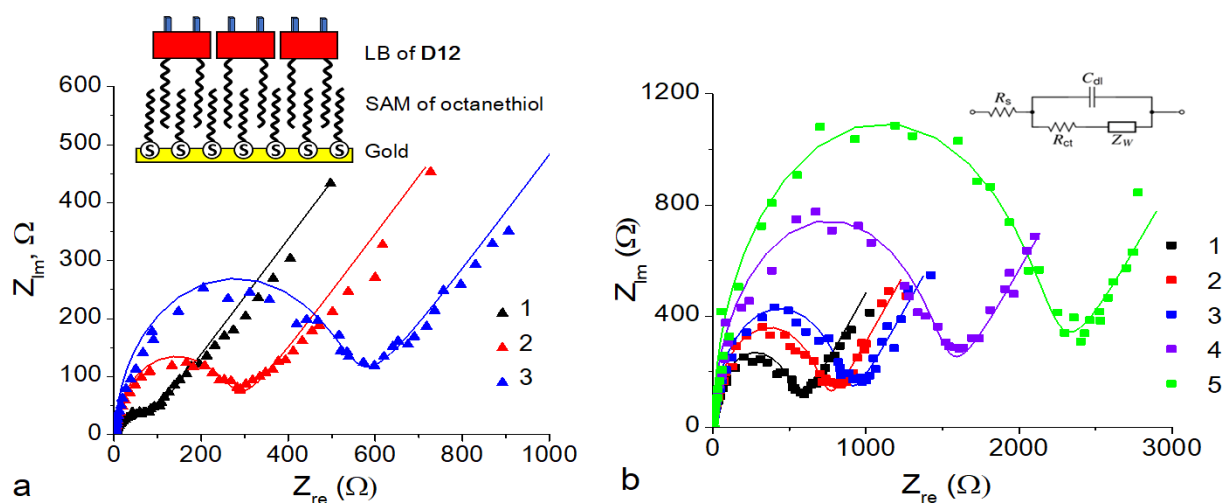 LB of D12
SAM of octanethiol
S S S S S S S
Gold
Z_Im, Ω
600
500
400
300
200
100
0
0 200 400 600 800 1000
Z_re (Ω)
1
2
3
a
Z_Im (Ω)
1200
800
400
0
0 1000 2000 3000
Z_re (Ω)
C_dl
R_s
R_ct Z_W
1
2
3
4
5
b